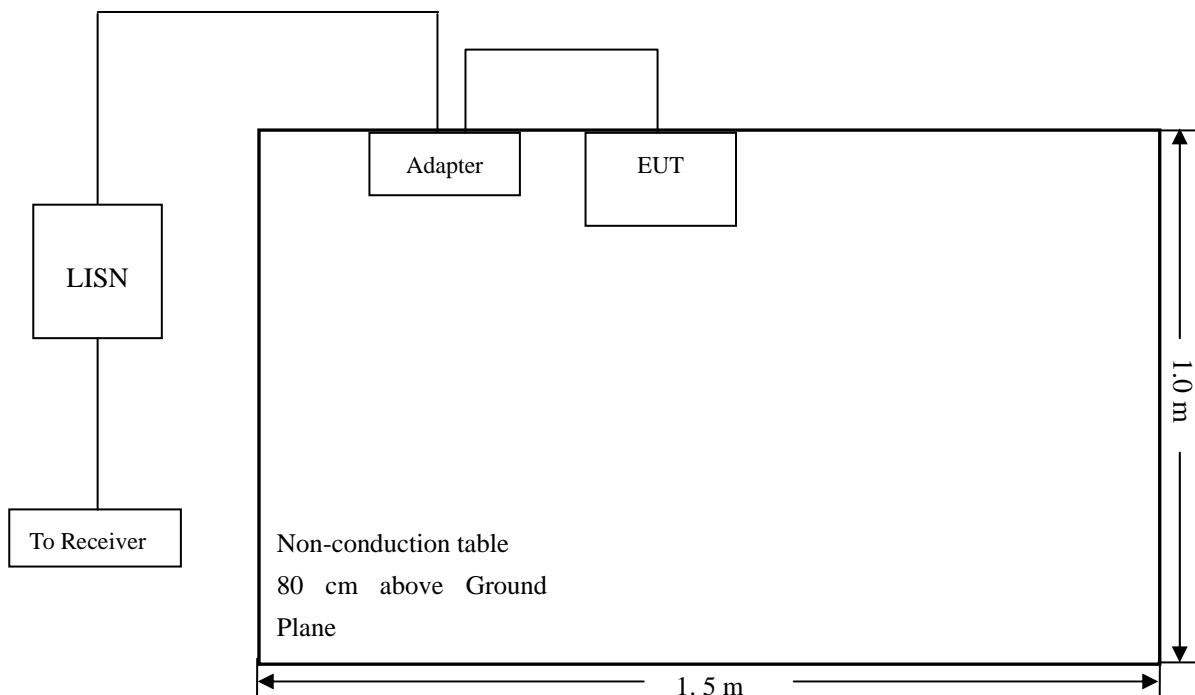 Adapter
EUT
LISN
1.0 m
To Receiver
Non-conduction table
80 cm above Ground
Plane
1. 5 m